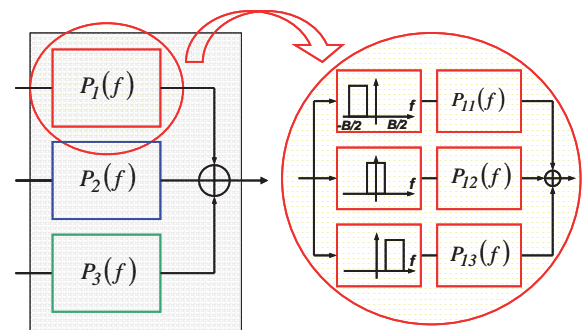 P₁(f)
P₂(f)
P₃(f)
f
-B/2 B/2
P₁₁(f)
f
P₁₂(f)
f
P₁₃(f)